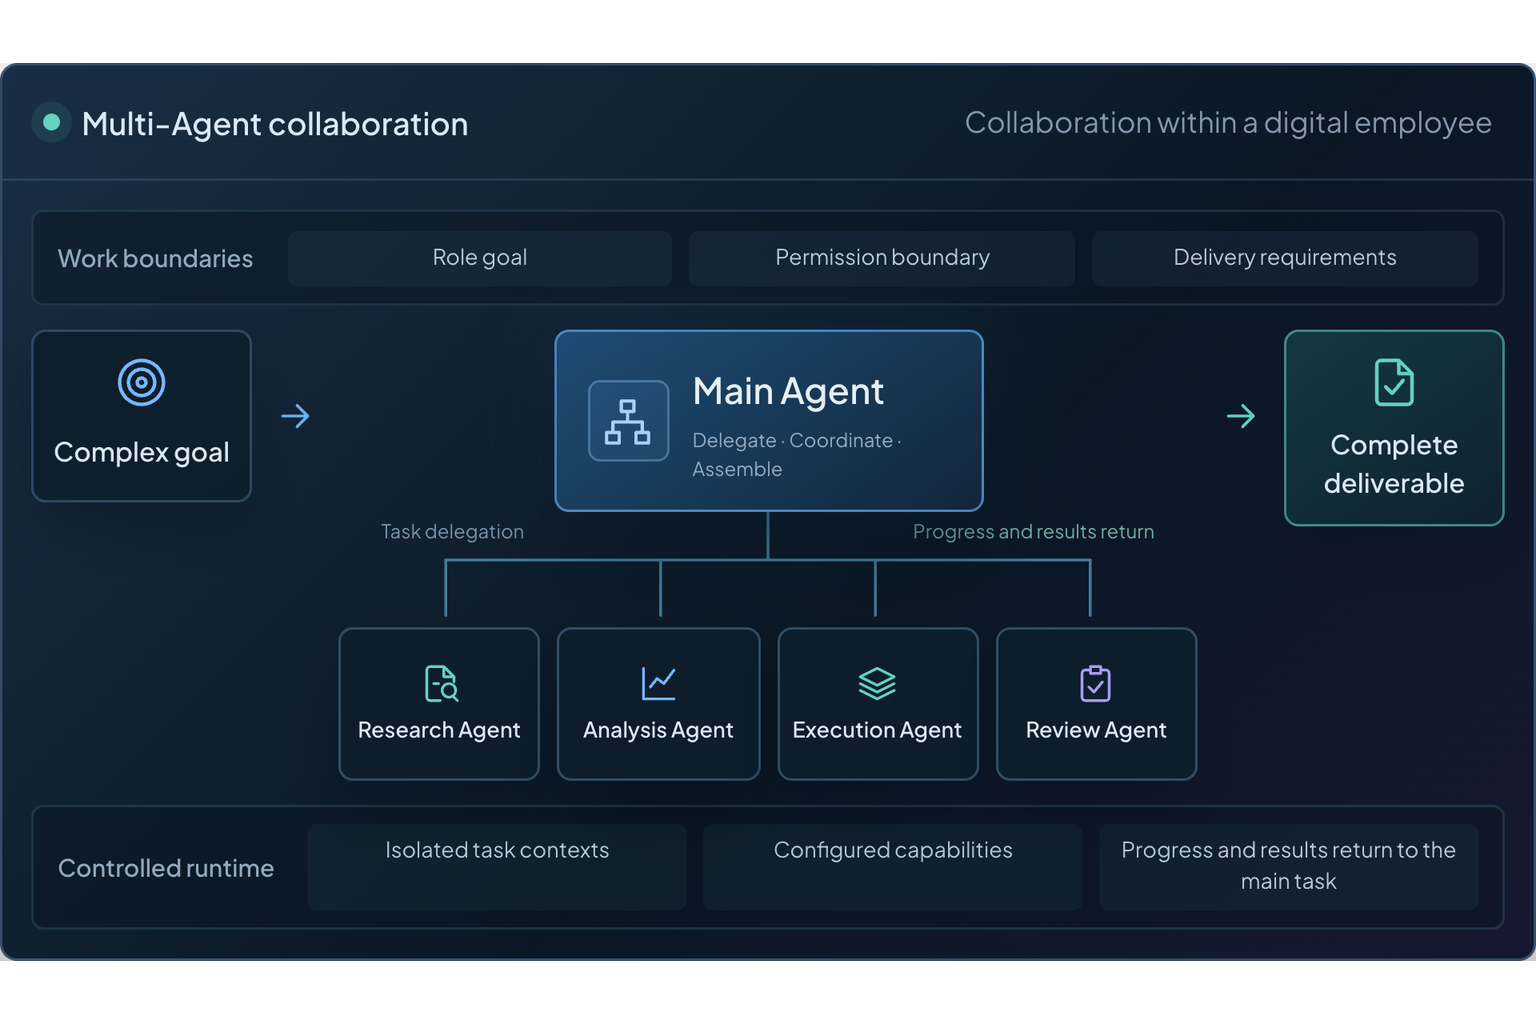 Multi-Agent collaboration
Collaboration within a digital employee
Work boundaries
Role goal
Permission boundary
Delivery requirements
Complex goal
Main Agent
Delegate · Coordinate ·
Assemble
Complete
deliverable
Task delegation
Progress and results return
Research Agent
Analysis Agent
Execution Agent
Review Agent
Controlled runtime
Isolated task contexts
Configured capabilities
Progress and results return to the
main task